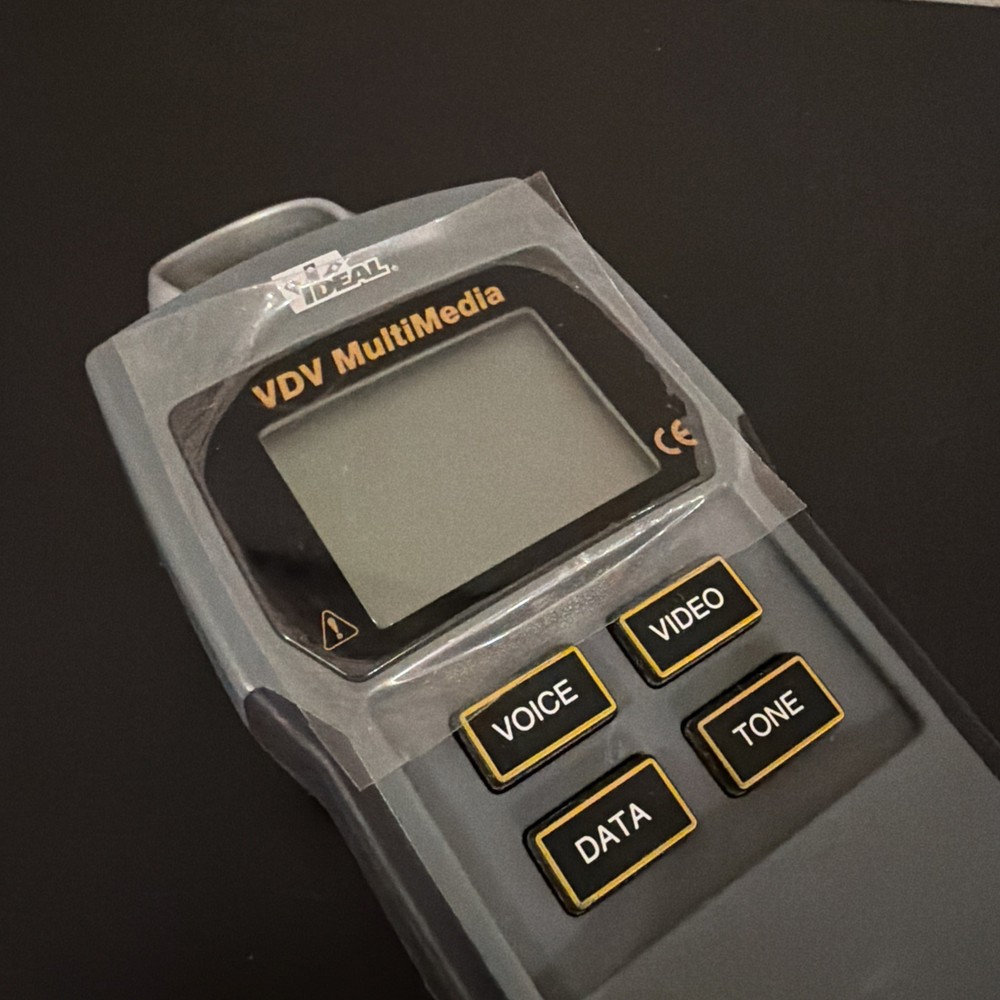 IDEAL
VDV MultiMedia
CE
VIDEO
VOICE
TONE
DATA